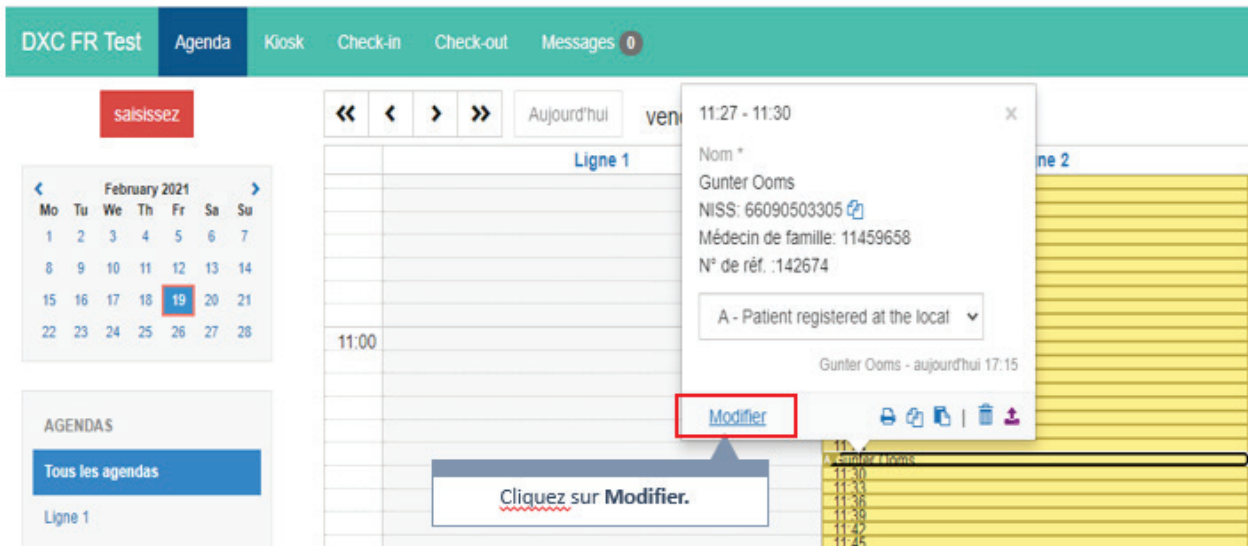 DXC FR Test Agenda Kiosk Check-in Check-out Messages 0
saisissez
Aujourd'hui
Ligne 1
February 2021
Mo Tu We Th Fr Sa Su
1 2 3 4 5 6 7
8 9 10 11 12 13 14
15 16 17 18 19 20 21
22 23 24 25 26 27 28
AGENDAS
Tous les agendas
Ligne 1
11:00
11:27 - 11:30
Nom *
Gunter Ooms
NISS: 66090503305
Médecin de famille: 11459658
N° de réf. :142674
A - Patient registered at the locat
Gunter Ooms - aujourd'hui 17:15
Modifier
Cliquez sur Modifier.
A Gunter Ooms
11:30
11:33
11:36
11:39
11:42
11:45